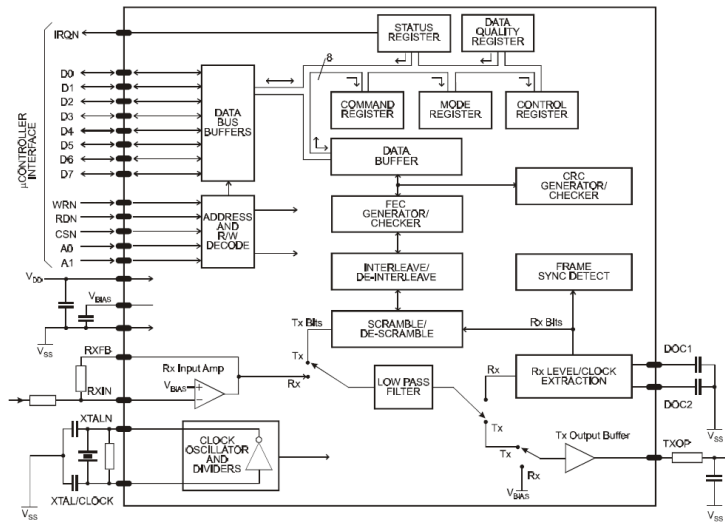 IRQN
STATUS
REGISTER
DATA
QUALITY
REGISTER
8
D0
D1
D2
D3
D4
D5
D6
D7
DATA
BUS
BUFFERS
COMMAND
REGISTER
MODE
REGISTER
CONTROL
REGISTER
µCONTROLLER
INTERFACE
DATA
BUFFER
CRC
GENERATOR/
CHECKER
WRN
RDN
CSN
A0
A1
ADDRESS
AND
R/W
DECODE
FEC
GENERATOR/
CHECKER
INTERLEAVE/
DE-INTERLEAVE
FRAME
SYNC DETECT
VDD
VBIAS
VSS
SCRAMBLE/
DE-SCRAMBLE
Tx Bits
Rx Bits
RXFB
Rx Input Amp
VBIAS
RXIN
Tx
Rx
LOW PASS
FILTER
Rx
Tx
Rx LEVEL/CLOCK
EXTRACTION
DOC1
DOC2
VSS
XTALN
CLOCK
OSCILLATOR
AND
DIVIDERS
XTAL/CLOCK
VSS
Tx
Rx
VBIAS
Tx Output Buffer
TXOP
VSS